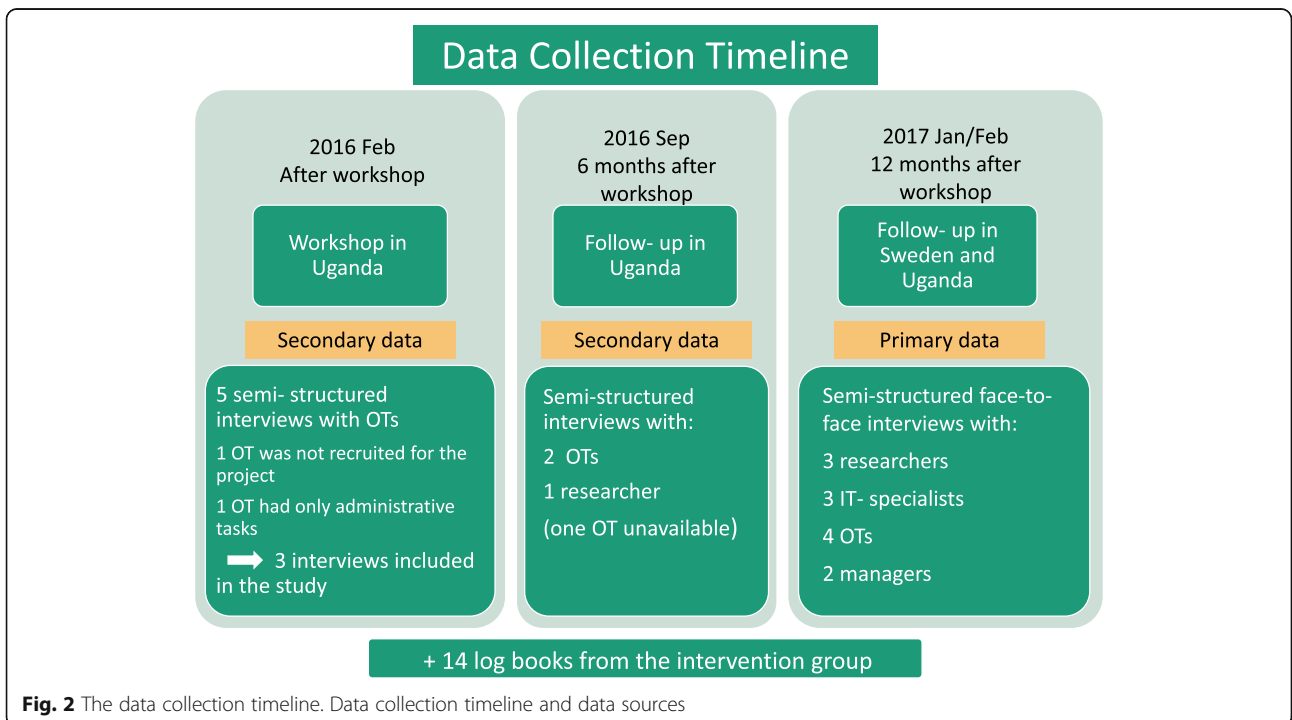 Data Collection Timeline
2016 Feb
After workshop
Workshop in
Uganda
Secondary data
5 semi- structured
interviews with OTs
1 OT was not recruited for the
project
1 OT had only administrative
tasks
3 interviews included
in the study
2016 Sep
6 months after
workshop
Follow- up in
Uganda
Secondary data
Semi-structured
interviews with:
2 OTs
1 researcher
(one OT unavailable)
2017 Jan/Feb
12 months after
workshop
Follow- up in
Sweden and
Uganda
Primary data
Semi-structured face-to-
face interviews with:
3 researchers
3 IT- specialists
4 OTs
2 managers
+ 14 log books from the intervention group
Fig. 2 The data collection timeline. Data collection timeline and data sources